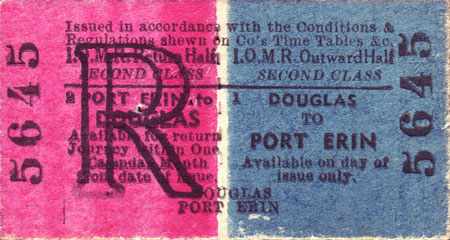 Issued in accordance with the Conditions &
Regulations shewn on Co's Time Tables &c.
I.O.M.R. Return Half I.O.M.R. Outward Half
SECOND CLASS SECOND CLASS
2 PORT ERIN to 1 DOUGLAS
DOUGLAS TO
Available for return PORT ERIN
Journey within One Available on day of
Calendar Month issue only.
from date of issue.
DOUGLAS
PORT ERIN
R
5645
5645